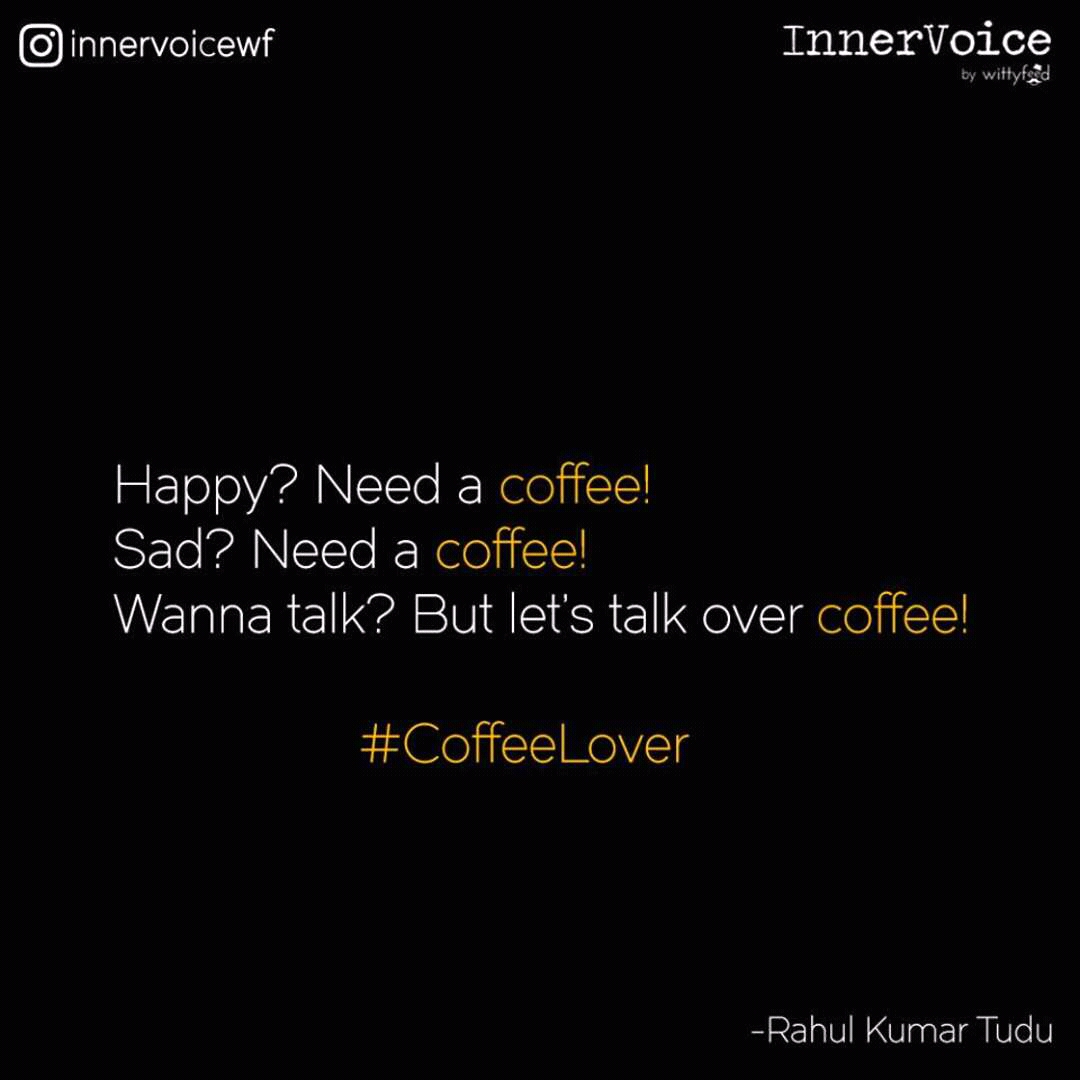 innervoicewf
InnerVoice
by wittyfeed
Happy? Need a coffee!
Sad? Need a coffee!
Wanna talk? But let's talk over coffee!
#CoffeeLover
-Rahul Kumar Tudu